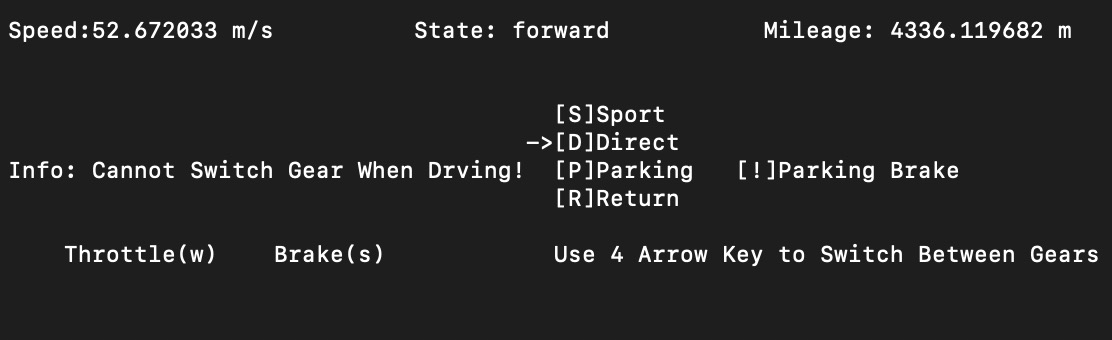 Speed:52.672033 m/s State: forward Mileage: 4336.119682 m
[S]Sport
->[D]Direct
Info: Cannot Switch Gear When Drving! [P]Parking [!]Parking Brake
[R]Return
Throttle(w) Brake(s) Use 4 Arrow Key to Switch Between Gears